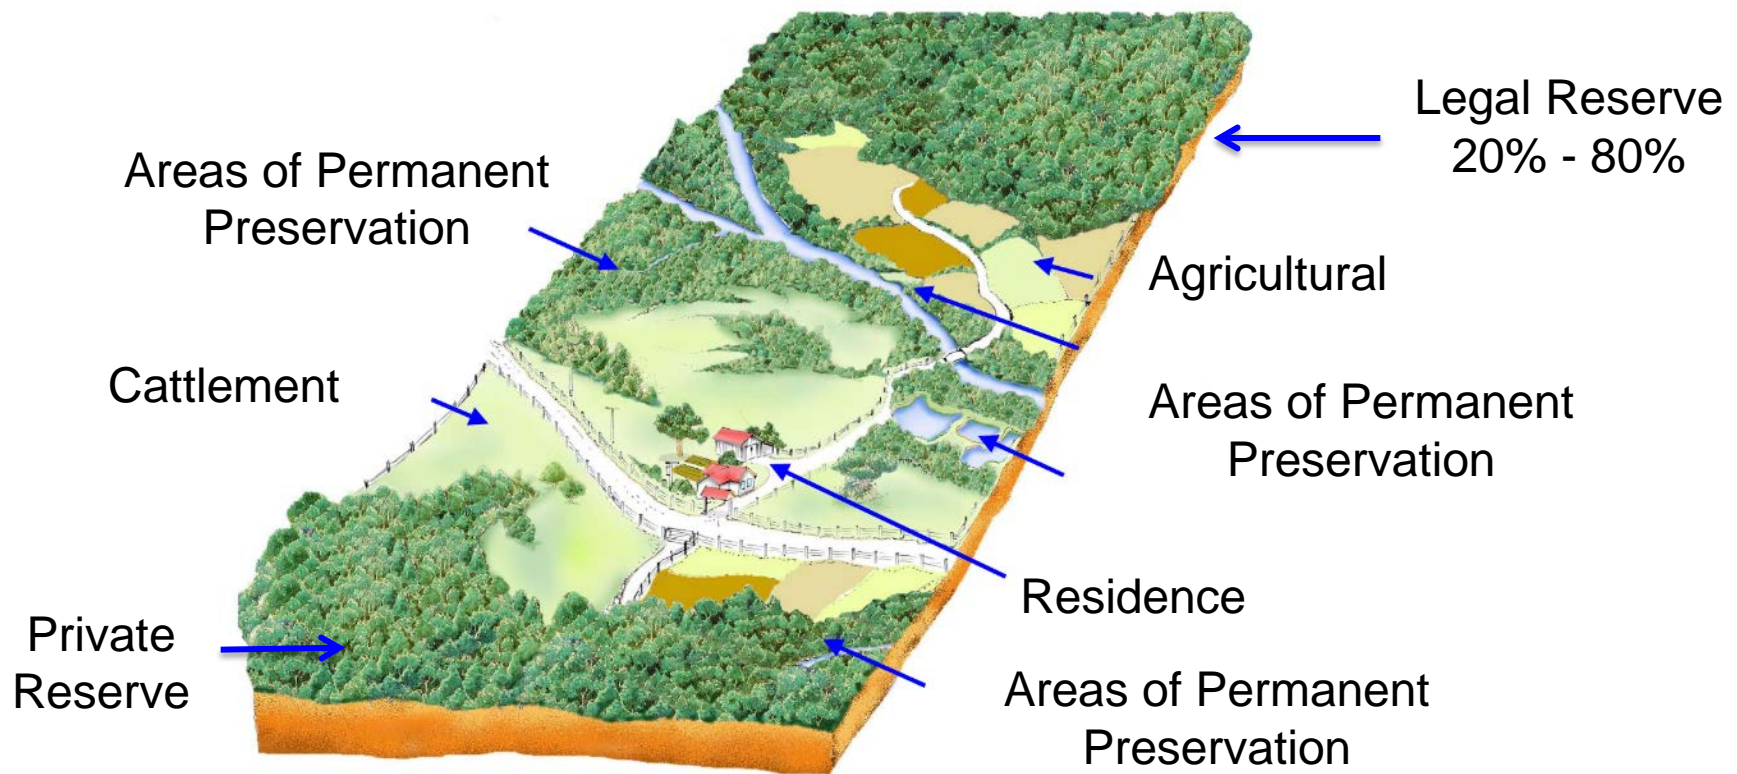 Legal Reserve
20% - 80%
Areas of Permanent
Preservation
Agricultural
Cattlement
Areas of Permanent
Preservation
Residence
Private
Reserve
Areas of Permanent
Preservation